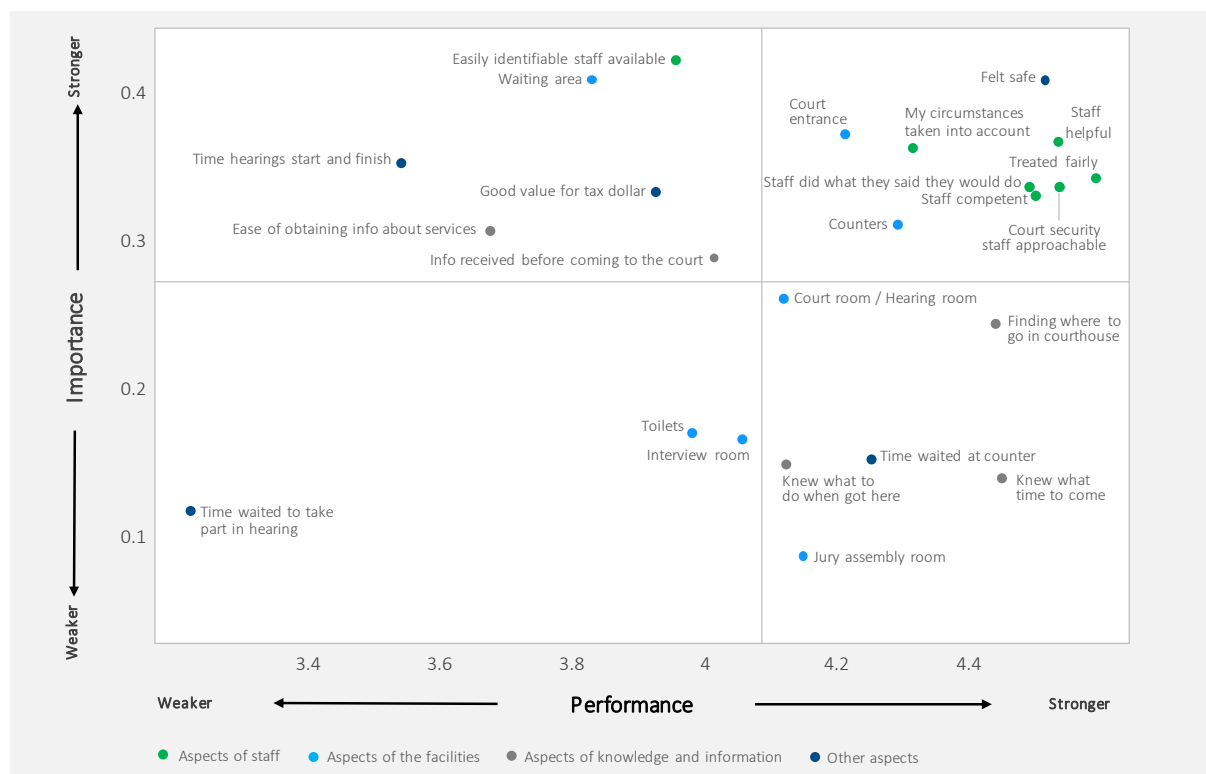 Stronger
Importance
Weaker
0.4
0.3
0.2
0.1
Easily identifiable staff available
Waiting area
Time hearings start and finish
Good value for tax dollar
Ease of obtaining info about services
Info received before coming to the court
Felt safe
Court
entrance
My circumstances
taken into account
Staff
helpful
Treated fairly
Staff did what they said they would do
Staff competent
Counters
Court security
staff approachable
Court room / Hearing room
Finding where to
go in courthouse
Toilets
Interview room
Time waited to take
part in hearing
Time waited at counter
Knew what to
do when got here
Knew what
time to come
Jury assembly room
3.4
3.6
3.8
4
4.2
4.4
Weaker
Performance
Stronger
Aspects of staff
Aspects of the facilities
Aspects of knowledge and information
Other aspects